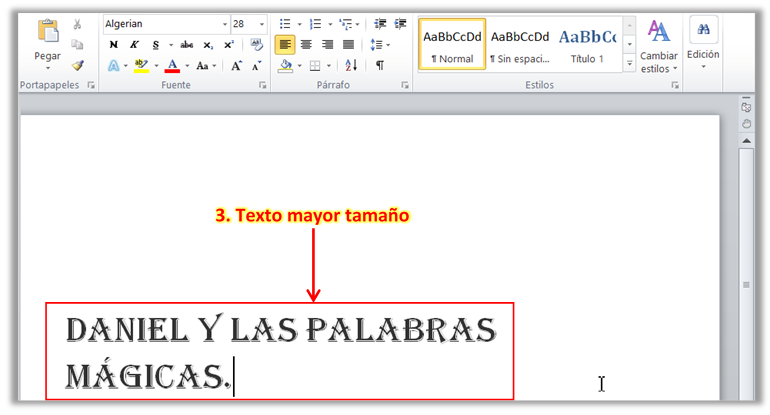 Algerian 28
Pegar
N K S abc x₂ x²
A ab A Aa A A
AaBbCcDd AaBbCcDd AaBbCc
¶ Normal ¶ Sin espaci... Título 1
Cambiar
estilos
Edición
Portapapeles Fuente Párrafo Estilos
3. Texto mayor tamaño
DANIEL Y LAS PALABRAS
MÁGICAS.